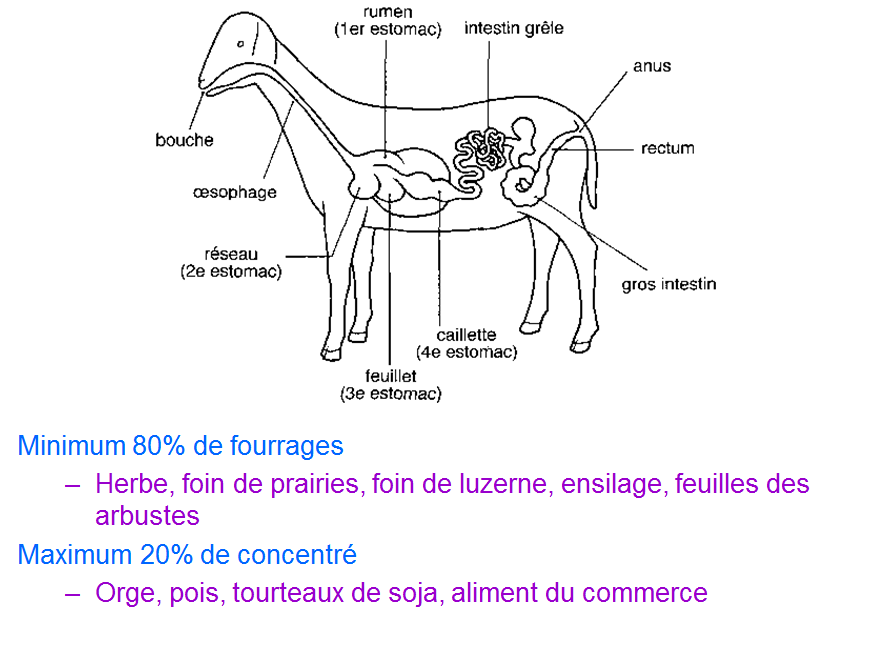 rumen
(1er estomac)
intestin grêle
anus
bouche
rectum
œsophage
réseau
(2e estomac)
gros intestin
caillette
(4e estomac)
feuillet
(3e estomac)
Minimum 80% de fourrages
– Herbe, foin de prairies, foin de luzerne, ensilage, feuilles des
arbustes
Maximum 20% de concentré
– Orge, pois, tourteaux de soja, aliment du commerce